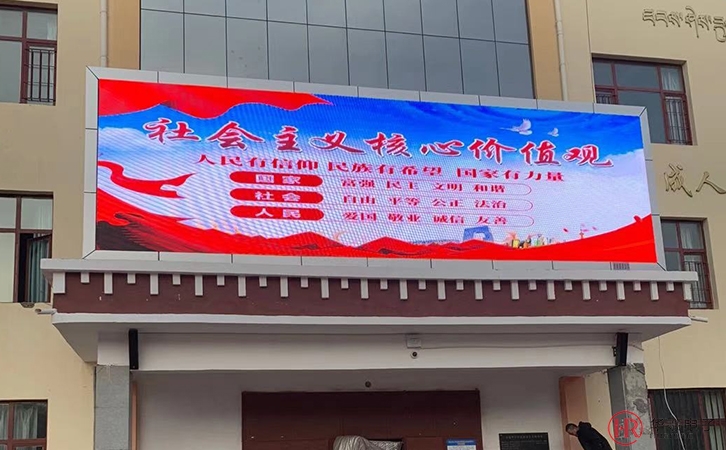 社会主义核心价值观
人民有信仰 民族有希望 国家有力量
国家 富强 民主 文明 和谐
社会 自由 平等 公正 法治
人民 爱国 敬业 诚信 友善
成人